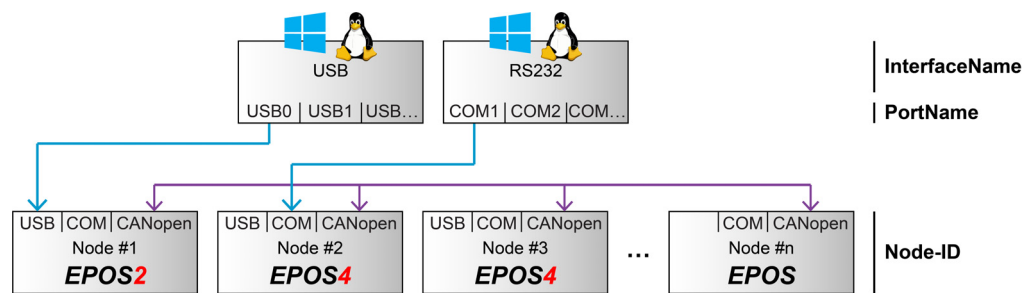 USB
RS232
InterfaceName
USB0 USB1 USB... COM1 COM2 COM...
PortName
USB COM CANopen USB COM CANopen USB COM CANopen COM CANopen
Node #1 Node #2 Node #3 ... Node #n
Node-ID
EPOS2 EPOS4 EPOS4 EPOS